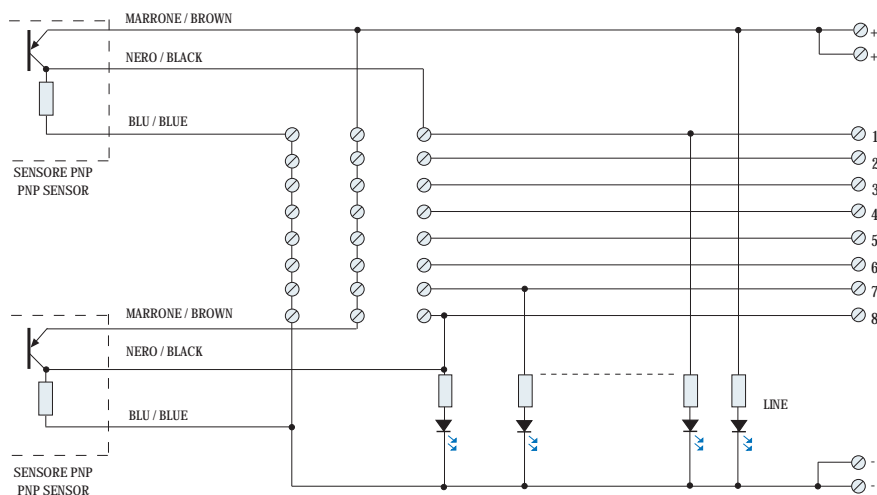 MARRONE / BROWN
+
+
NERO / BLACK
BLU / BLUE
1
2
3
4
5
6
7
8
SENSORE PNP
PNP SENSOR
MARRONE / BROWN
NERO / BLACK
BLU / BLUE
LINE
SENSORE PNP
PNP SENSOR
-
-